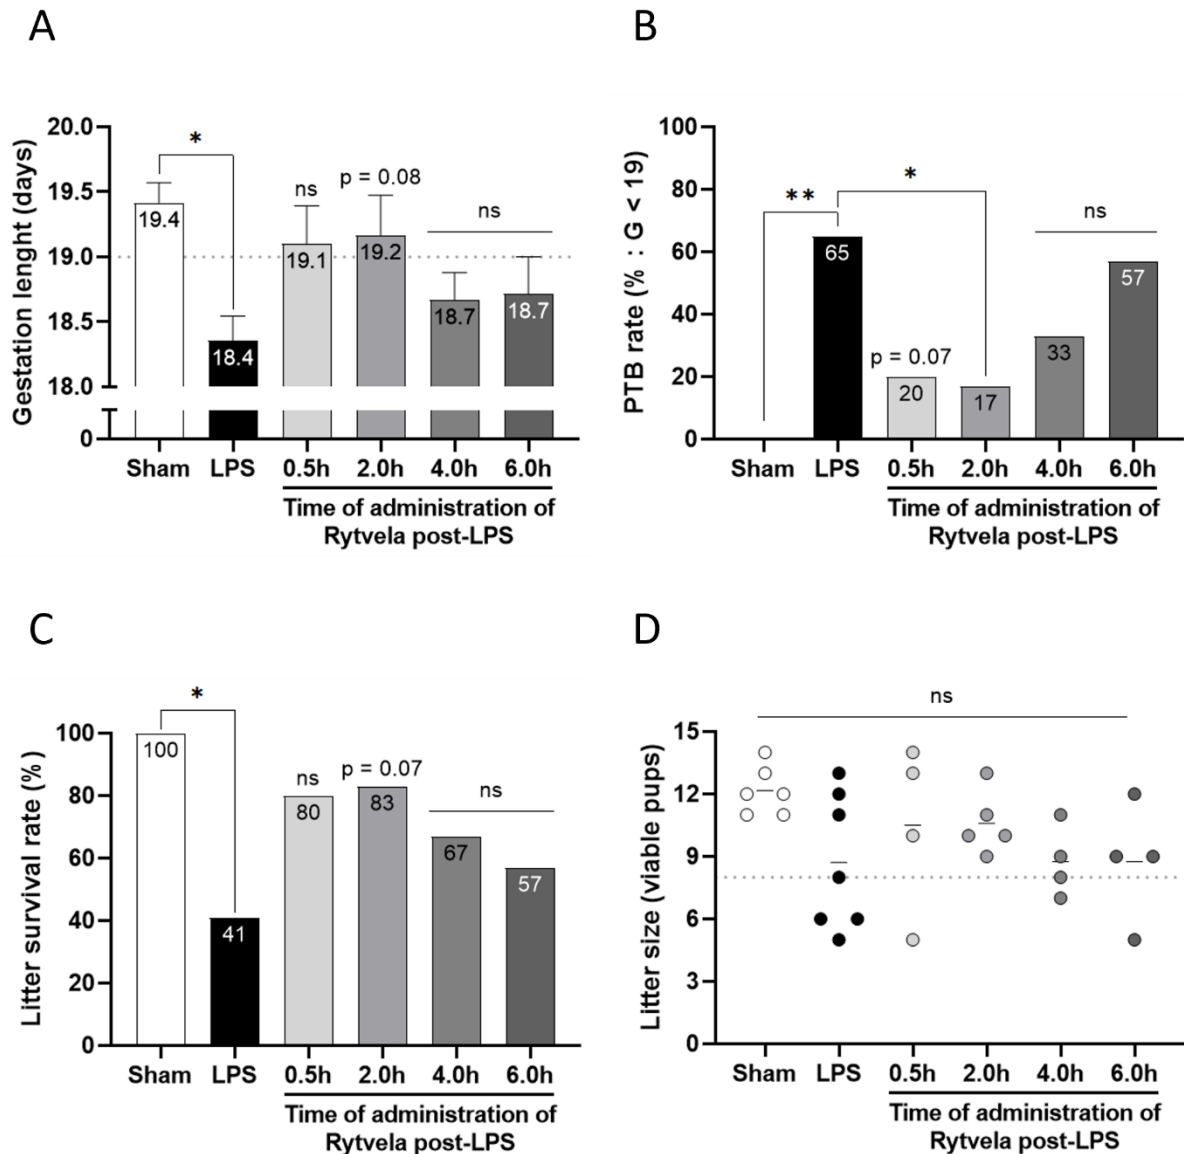 A
Gestation lenght (days)
20.0
19.5
19.0
18.5
18.0
0
*
ns
p = 0.08
ns
19.4
18.4
19.1
19.2
18.7
18.7
Sham LPS 0.5h 2.0h 4.0h 6.0h
Time of administration of
Rytvela post-LPS
B
PTB rate (% : G < 19)
100
80
60
40
20
0
**
*
ns
p = 0.07
65
20
17
33
57
Sham LPS 0.5h 2.0h 4.0h 6.0h
Time of administration of
Rytvela post-LPS
C
Litter survival rate (%)
100
80
60
40
20
0
*
ns
p = 0.07
ns
100
41
80
83
67
57
Sham LPS 0.5h 2.0h 4.0h 6.0h
Time of administration of
Rytvela post-LPS
D
Litter size (viable pups)
15
12
9
6
3
0
ns
Sham LPS 0.5h 2.0h 4.0h 6.0h
Time of administration of
Rytvela post-LPS